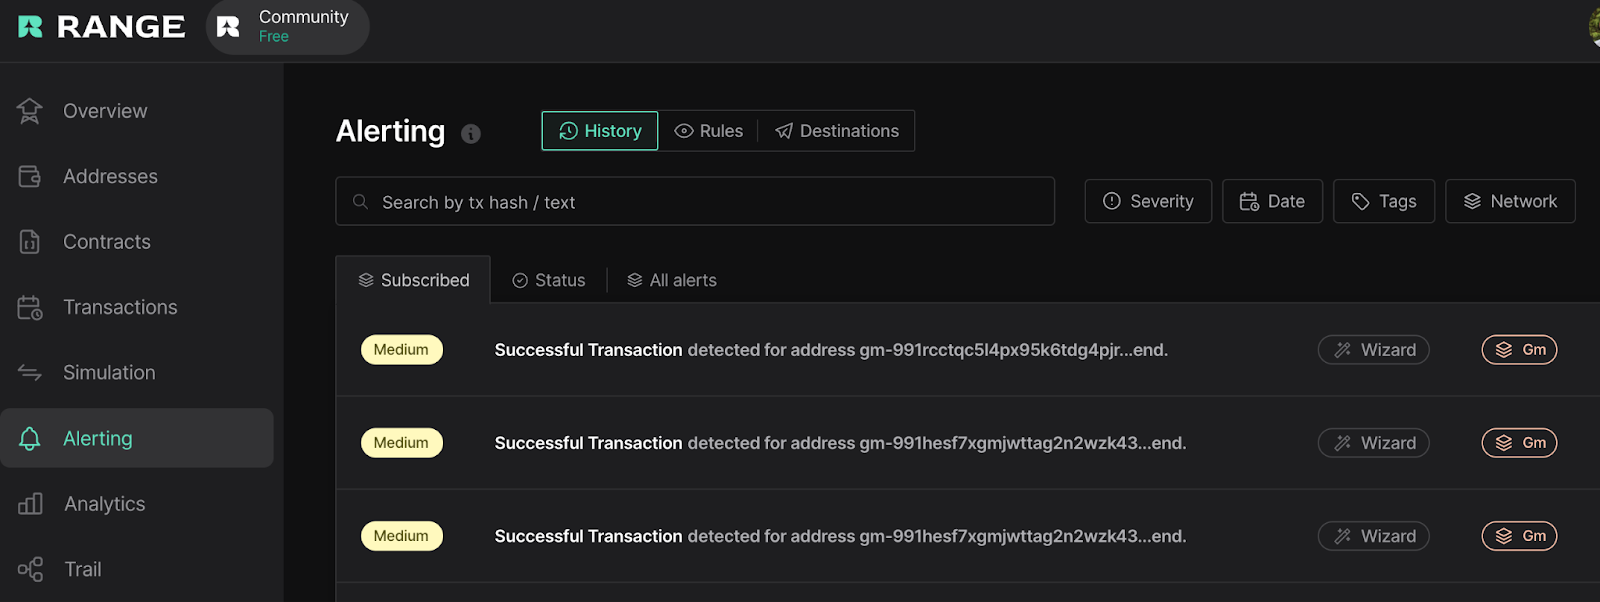 RANGE
Community
Free
Overview
Addresses
Contracts
Transactions
Simulation
Alerting
Analytics
Trail
Alerting
History
Rules
Destinations
Search by tx hash / text
Severity
Date
Tags
Network
Subscribed
Status
All alerts
Medium
Successful Transaction detected for address gm-991rcctqc5l4px95k6tdg4pjr...end.
Wizard
Gm
Medium
Successful Transaction detected for address gm-991hesf7xgmjwttag2n2wzk43...end.
Wizard
Gm
Medium
Successful Transaction detected for address gm-991hesf7xgmjwttag2n2wzk43...end.
Wizard
Gm